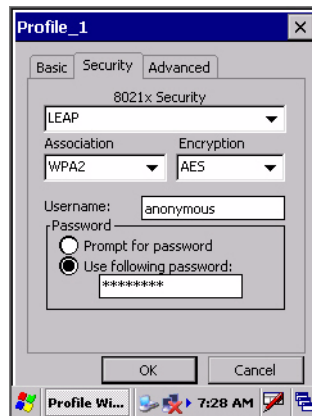 Profile_1
Basic Security Advanced
8021x Security
LEAP
Association Encryption
WPA2 AES
Username: anonymous
Password
Prompt for password
Use following password:
********
OK Cancel
Profile Wi... 7:28 AM